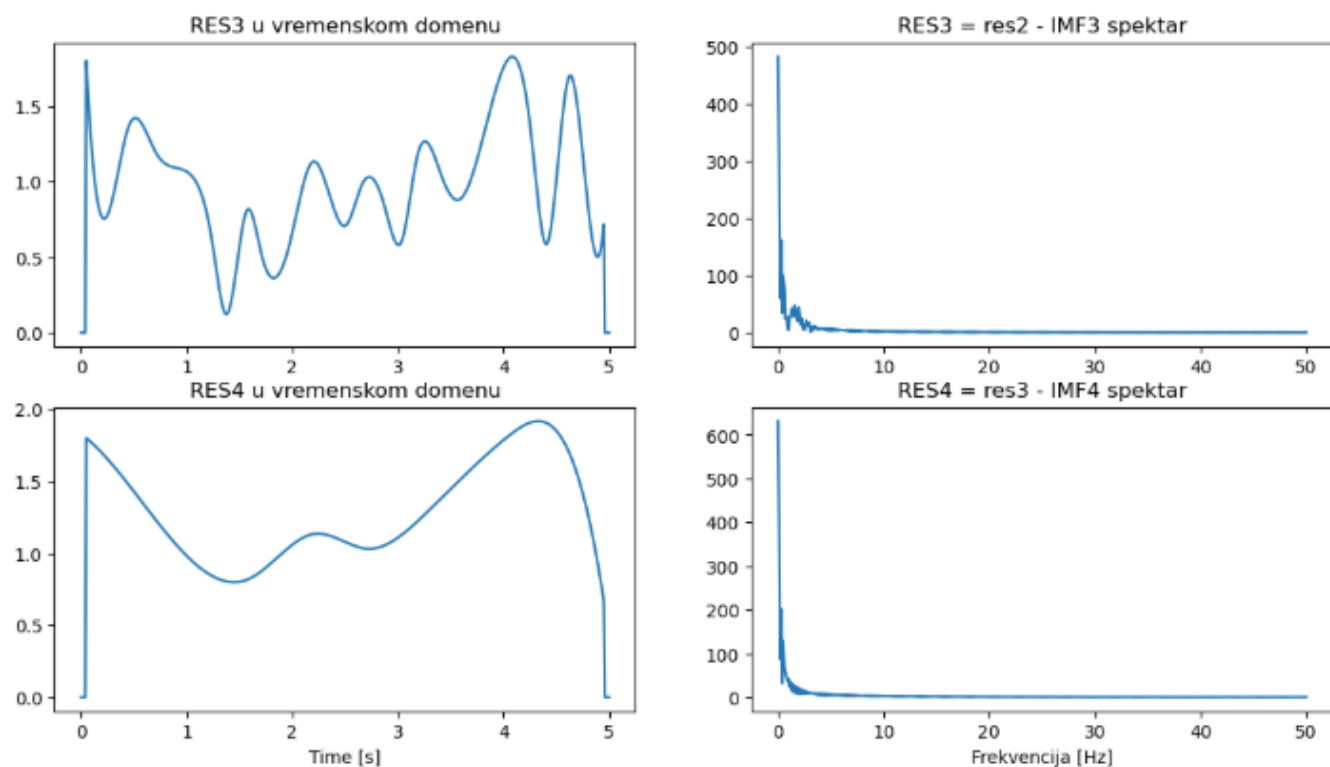 RES3 u vremenskom domenu
1.5
1.0
0.5
0.0
0 1 2 3 4 5
RES3 = res2 - IMF3 spektar
500
400
300
200
100
0
0 10 20 30 40 50
RES4 u vremenskom domenu
2.0
1.5
1.0
0.5
0.0
0 1 2 3 4 5
Time [s]
RES4 = res3 - IMF4 spektar
600
500
400
300
200
100
0
0 10 20 30 40 50
Frekvencija [Hz]